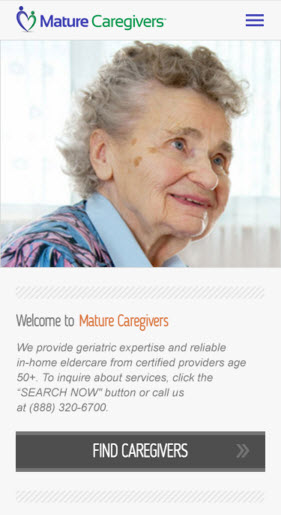 Mature Caregivers
Welcome to Mature Caregivers
We provide geriatric expertise and reliable
in-home eldercare from certified providers age
50+. To inquire about services, click the
“SEARCH NOW” button or call us
at (888) 320-6700.
FIND CAREGIVERS